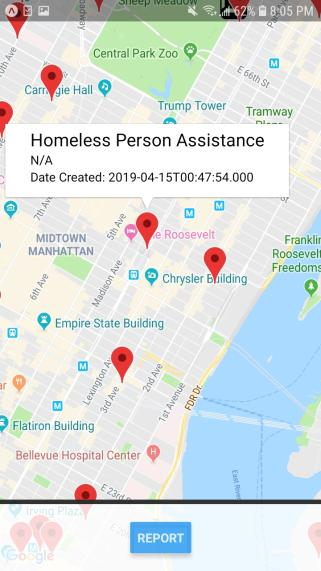 62% 8:05 PM
Sheep Meadow
Central Park Zoo
E 66th St
Carnegie Hall
Trump Tower
Tramway
Homeless Person Assistance
N/A
Date Created: 2019-04-15T00:47:54.000
7th Ave
5th Ave
The Roosevelt
MIDTOWN
MANHATTAN
Madison Ave
Chrysler Building
Franklin
Roosevelt
Freedoms
6th Ave
Empire State Building
Lexington Ave
3rd Ave
2nd Ave
1st Avenue
FDR Dr
Flatiron Building
Bellevue Hospital Center
E 23rd
East River
Irving Plaza
E 20
Google
REPORT